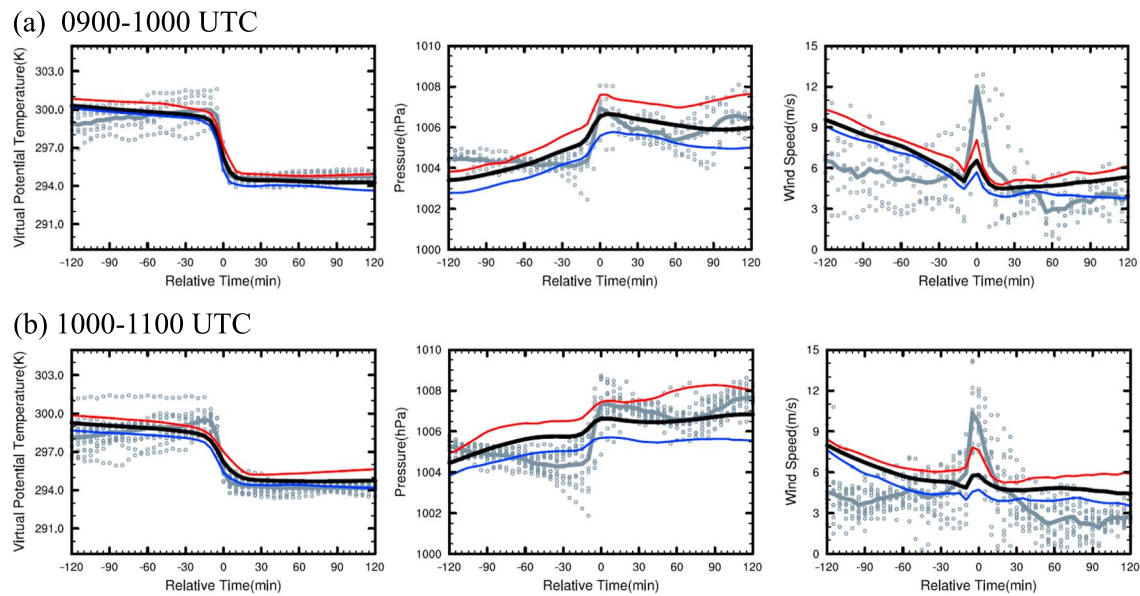 (a) 0900-1000 UTC
Virtual Potential Temperature(K)
303.0
300.0
297.0
294.0
291.0
-120 -90 -60 -30 0 30 60 90 120
Relative Time(min)
Pressure(hPa)
1010
1008
1006
1004
1002
1000
-120 -90 -60 -30 0 30 60 90 120
Relative Time(min)
Wind Speed(m/s)
15
12
9
6
3
0
-120 -90 -60 -30 0 30 60 90 120
Relative Time(min)
(b) 1000-1100 UTC
Virtual Potential Temperature(K)
303.0
300.0
297.0
294.0
291.0
-120 -90 -60 -30 0 30 60 90 120
Relative Time(min)
Pressure(hPa)
1010
1008
1006
1004
1002
1000
-120 -90 -60 -30 0 30 60 90 120
Relative Time(min)
Wind Speed(m/s)
15
12
9
6
3
0
-120 -90 -60 -30 0 30 60 90 120
Relative Time(min)